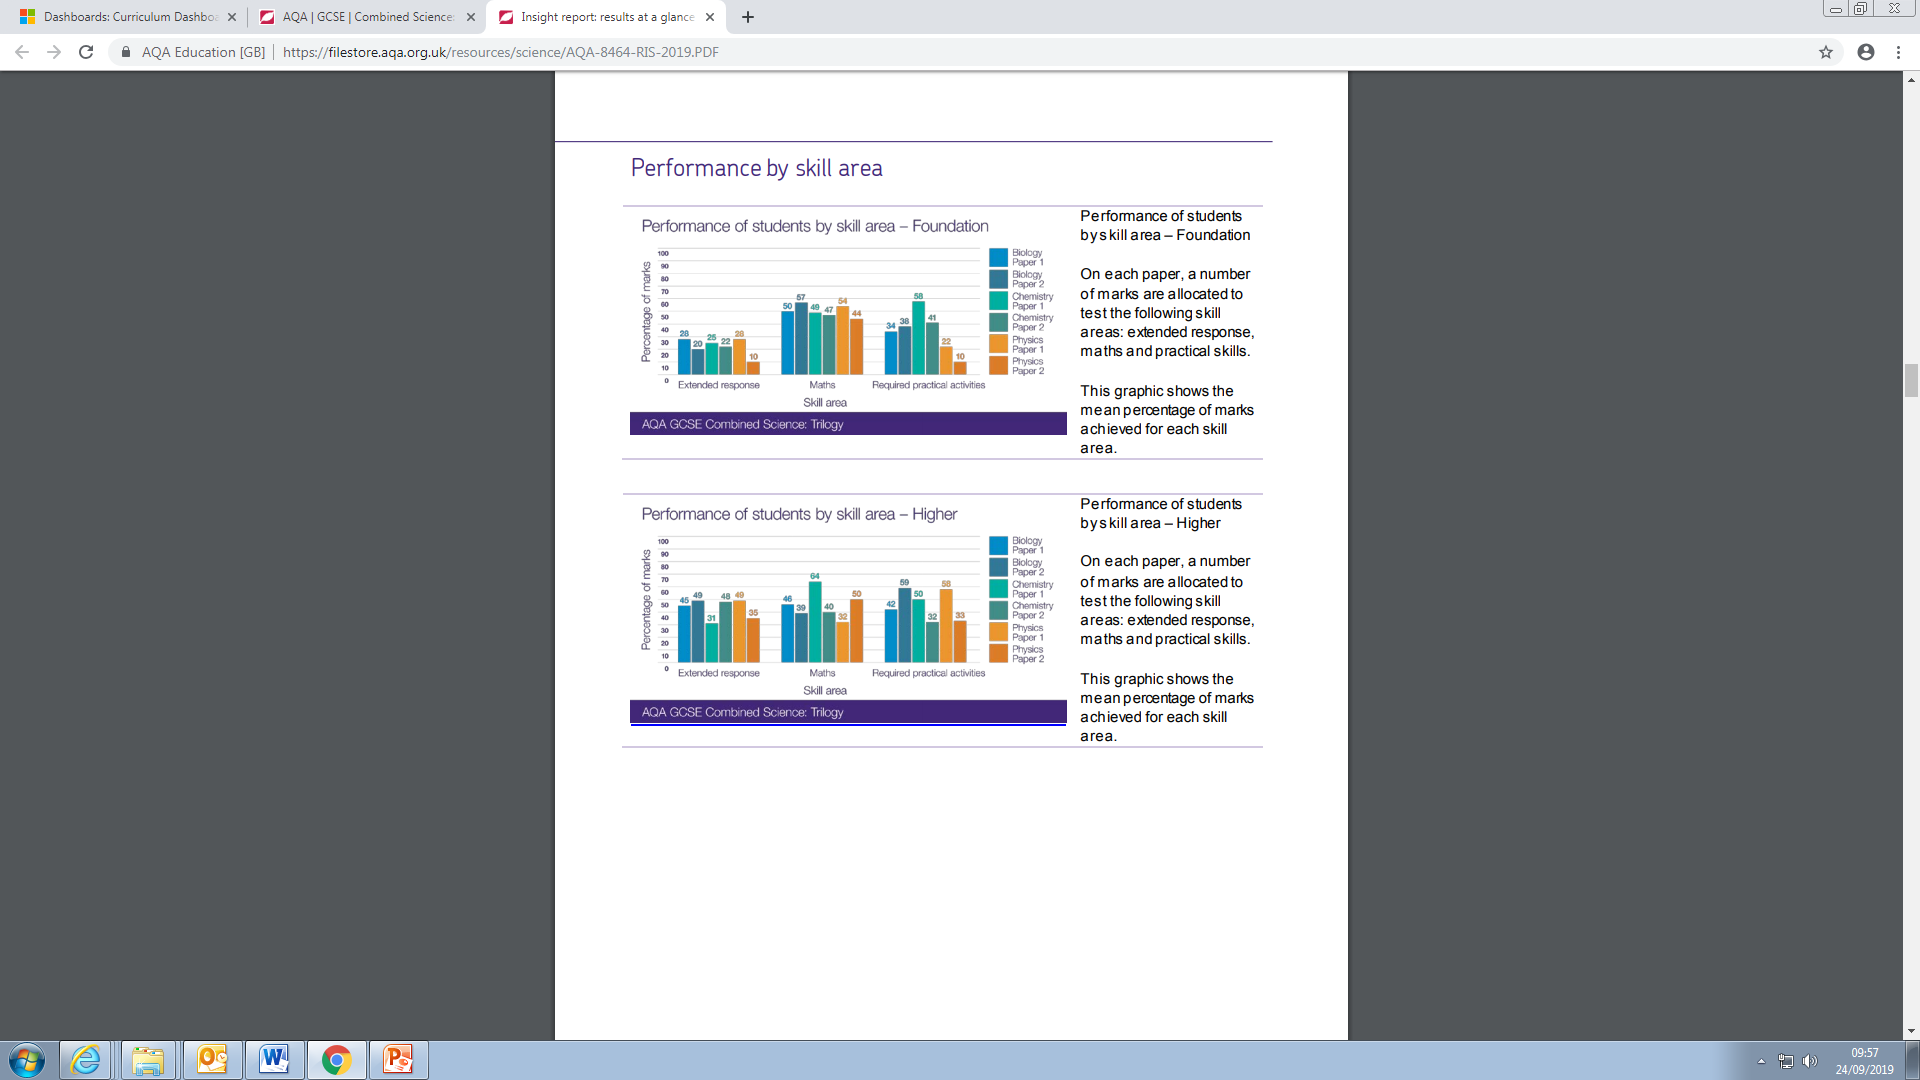 Dashboards: Curriculum Dashbo
AQA | GCSE | Combined Science:
Insight report: results at a glance
AQA Education [GB]
https://filestore.aqa.org.uk/resources/science/AQA-8464-RIS-2019.PDF
Performance by skill area
Performance of students by skill area – Foundation
Percentage of marks
100
90
80
70
60
50
40
30
20
10
0
28 20 25 22 28 10
50 57 49 47 54 44
34 38 58 41 22 10
Extended response Maths Required practical activities
Skill area
Biology
Paper 1
Biology
Paper 2
Chemistry
Paper 1
Chemistry
Paper 2
Physics
Paper 1
Physics
Paper 2
AQA GCSE Combined Science: Trilogy
Performance of students
by skill area – Foundation
On each paper, a number
of marks are allocated to
test the following skill
areas: extended response,
maths and practical skills.
This graphic shows the
mean percentage of marks
achieved for each skill
area.
Performance of students by skill area – Higher
Percentage of marks
100
90
80
70
60
50
40
30
20
10
0
45 49 31 48 49 35
46 39 64 40 32 50
42 59 50 32 58 33
Extended response Maths Required practical activities
Skill area
Biology
Paper 1
Biology
Paper 2
Chemistry
Paper 1
Chemistry
Paper 2
Physics
Paper 1
Physics
Paper 2
AQA GCSE Combined Science: Trilogy
Performance of students
by skill area – Higher
On each paper, a number
of marks are allocated to
test the following skill
areas: extended response,
maths and practical skills.
This graphic shows the
mean percentage of marks
achieved for each skill
area.
09:57
24/09/2019